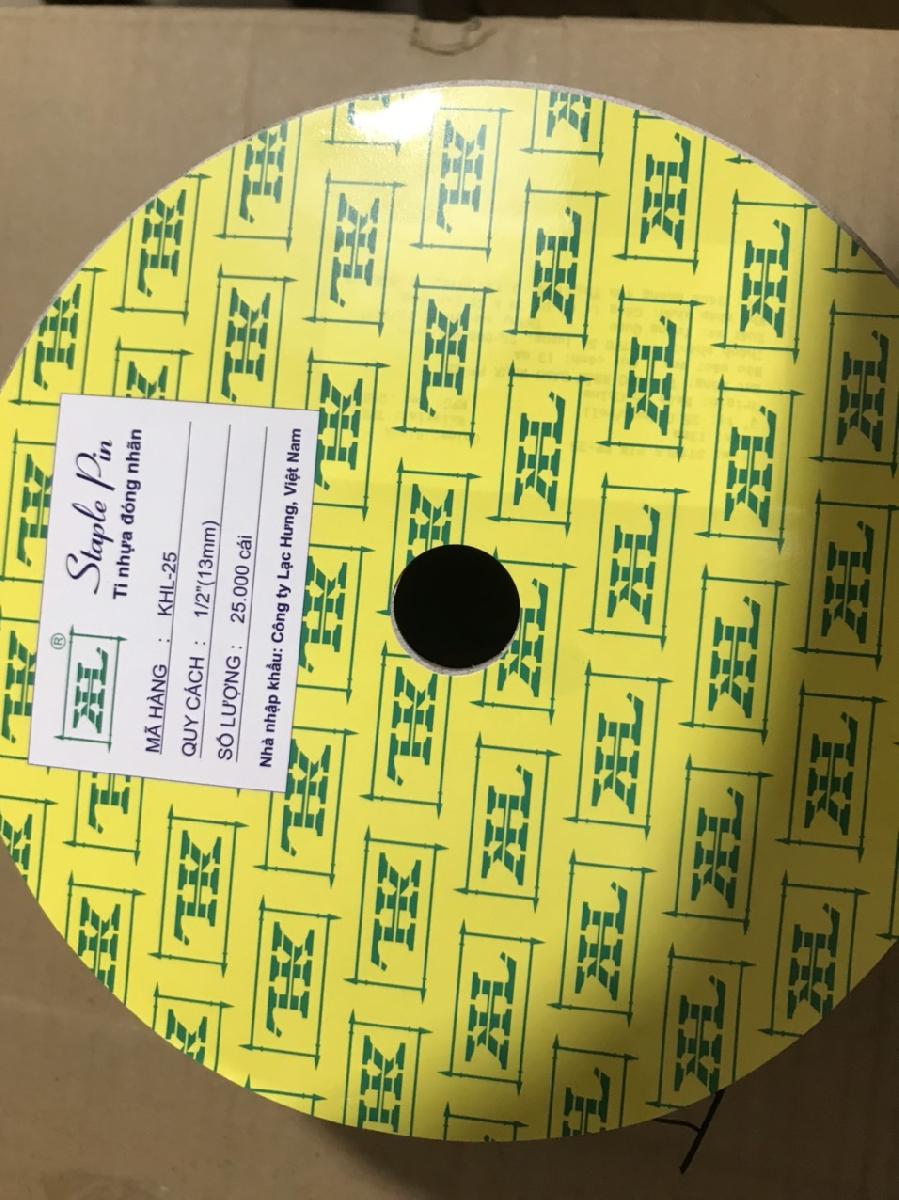 KL®
Staple Pin
Ti nhựa đóng nhãn
MÃ HÀNG : KHL-25
QUY CÁCH : 1/2"(13mm)
SỐ LƯỢNG : 25.000 cái
Nhà nhập khẩu: Công ty Lạc Hưng, Việt Nam